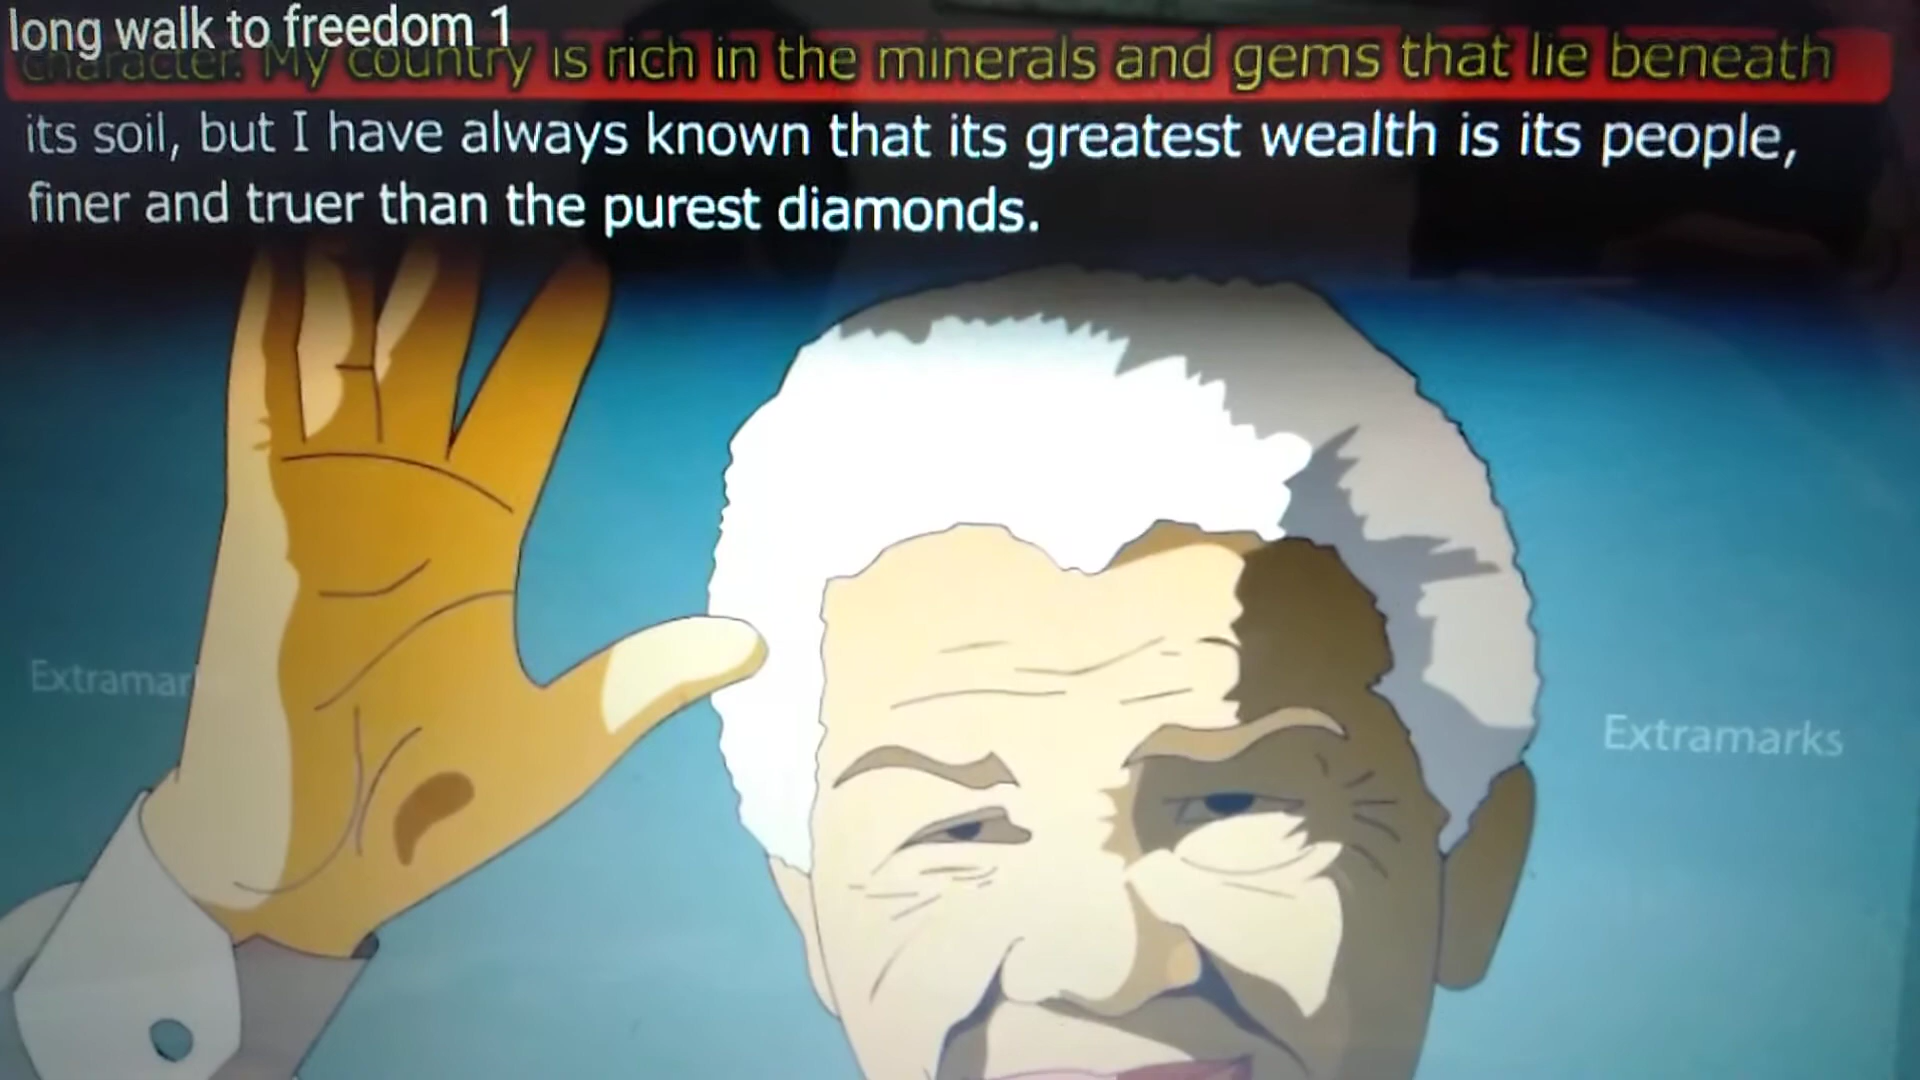 long walk to freedom 1
character. My country is rich in the minerals and gems that lie beneath
its soil, but I have always known that its greatest wealth is its people,
finer and truer than the purest diamonds.
Extramar
Extramarks